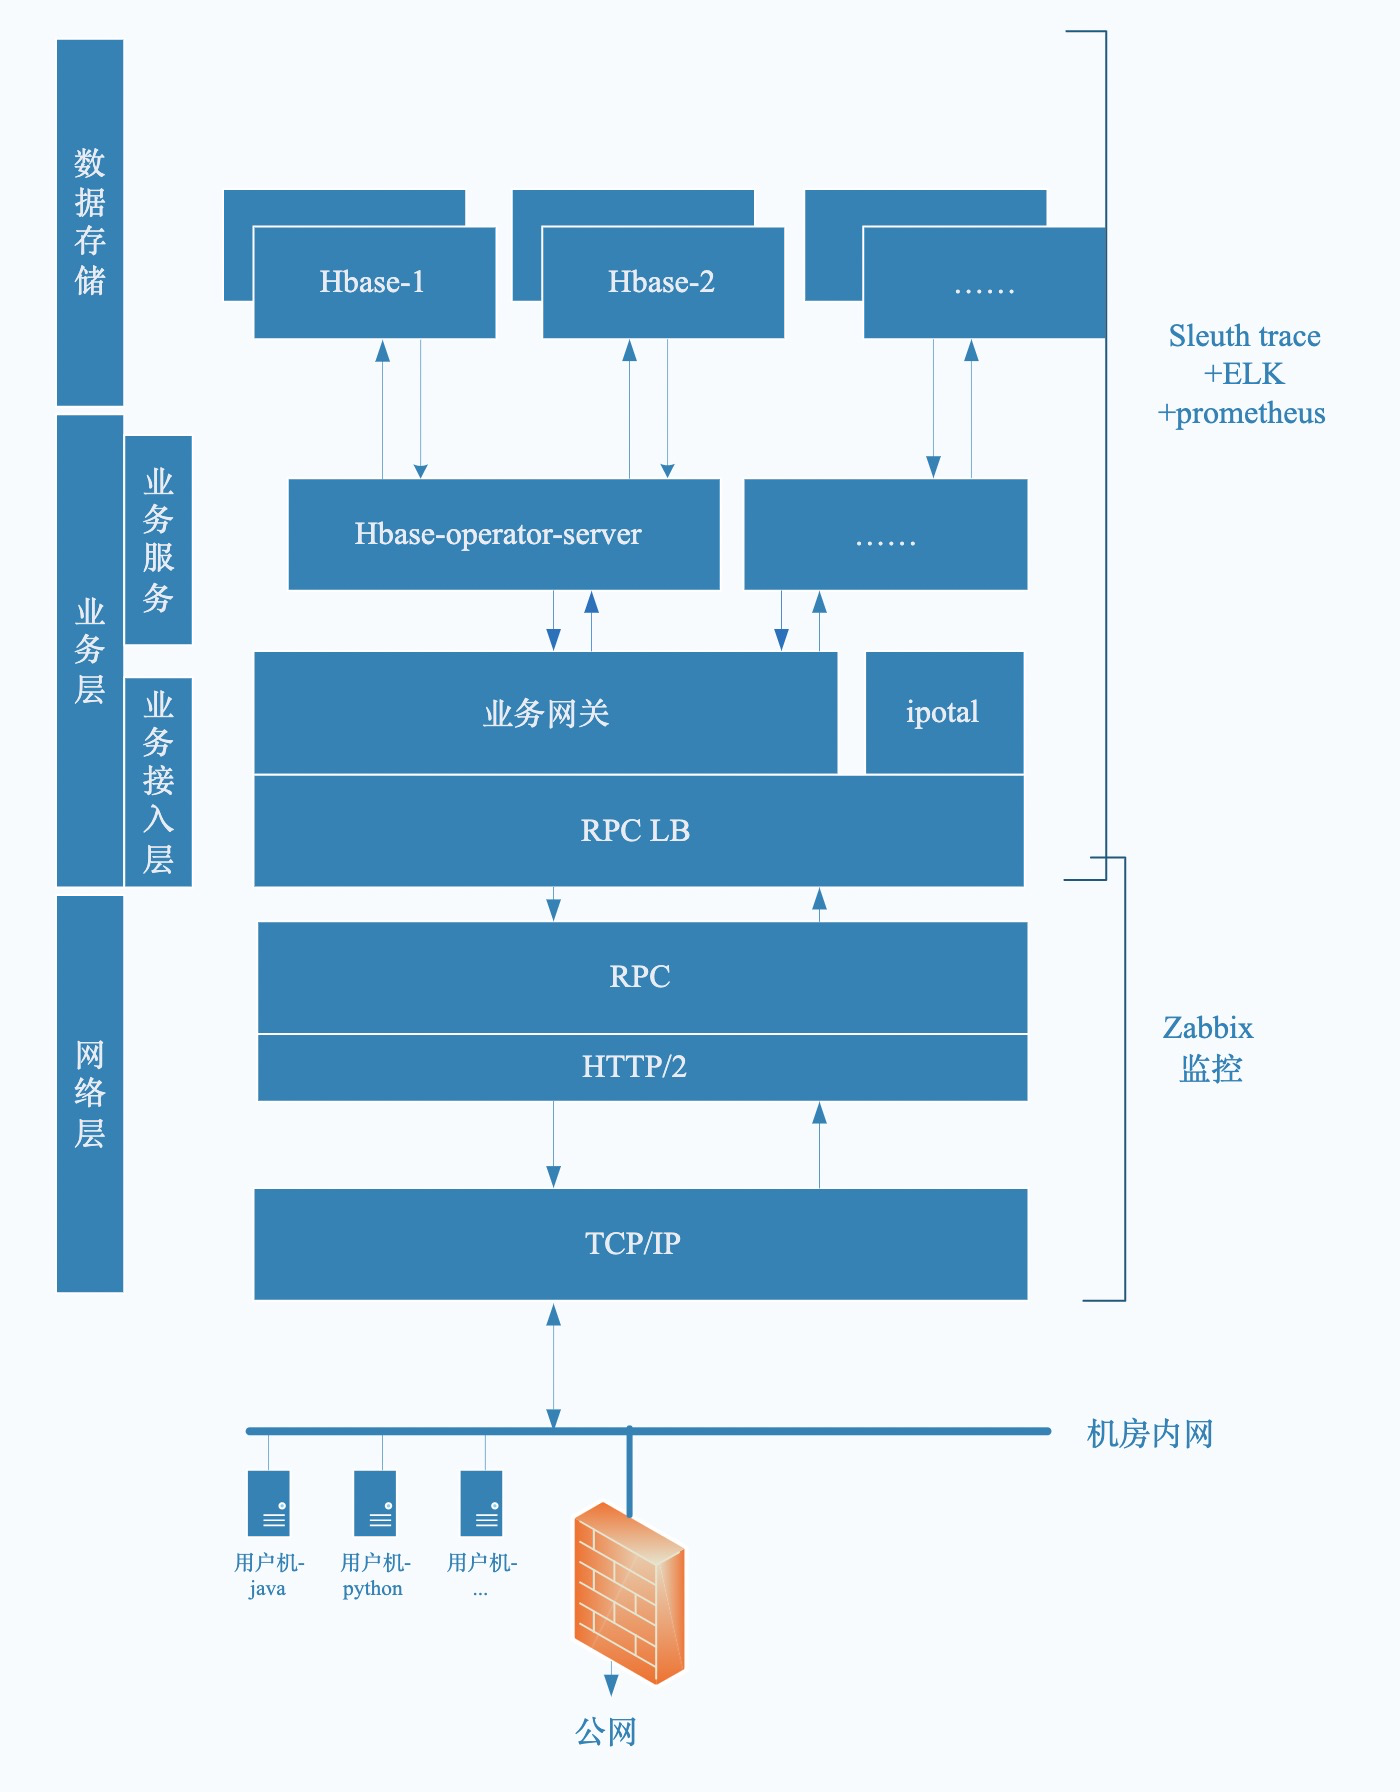 数据存储
Hbase-1
Hbase-2
......
Sleuth trace
+ELK
+prometheus
业务层
业务服务
Hbase-operator-server
......
业务接入层
业务网关
ipotal
RPC LB
网络层
RPC
HTTP/2
Zabbix
监控
TCP/IP
机房内网
用户机-
java
用户机-
python
用户机-
...
公网